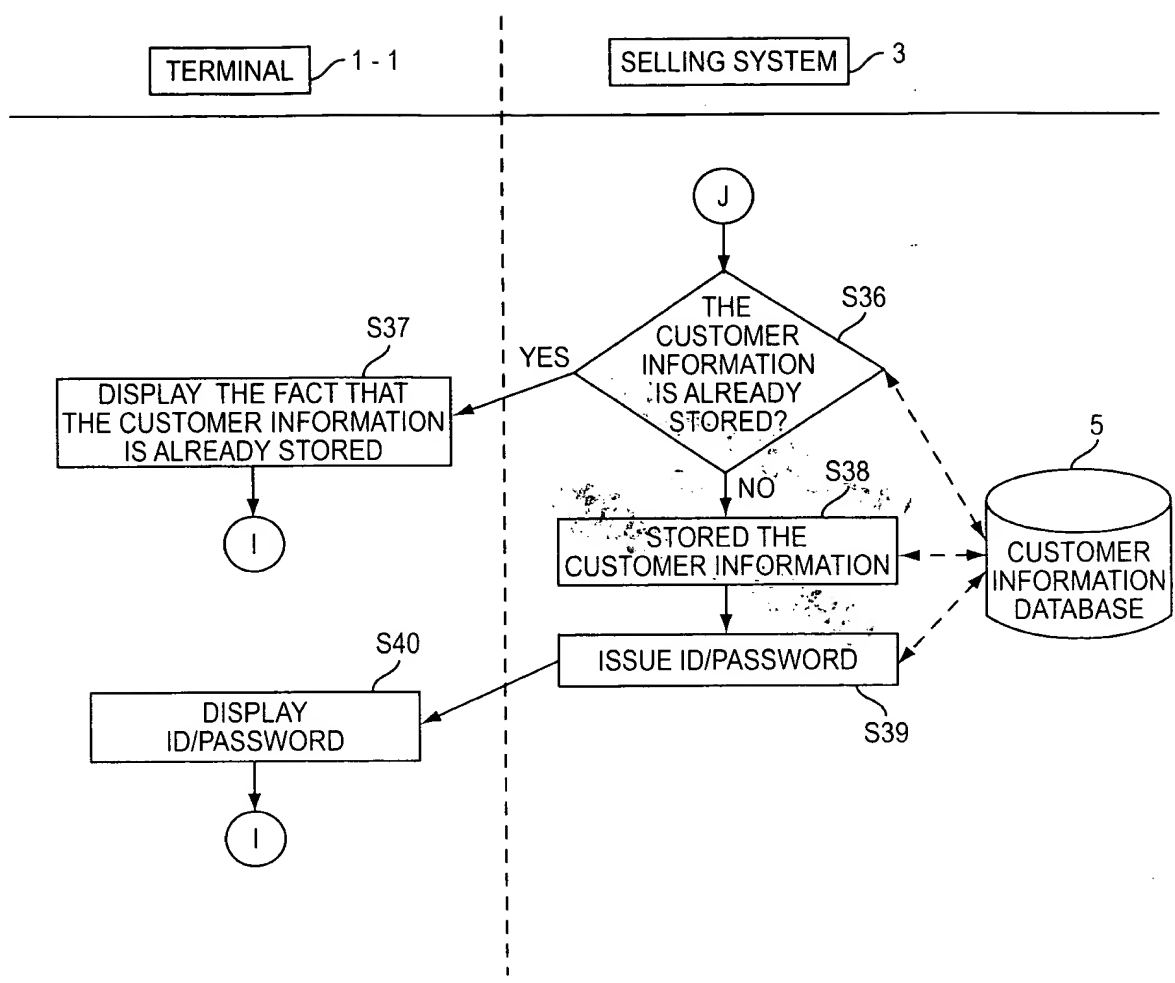 TERMINAL
1 - 1
SELLING SYSTEM
3
J
THE
CUSTOMER
INFORMATION
IS ALREADY
STORED?
S36
YES
S37
DISPLAY THE FACT THAT
THE CUSTOMER INFORMATION
IS ALREADY STORED
I
NO
S38
STORED THE
CUSTOMER INFORMATION
5
CUSTOMER
INFORMATION
DATABASE
ISSUE ID/PASSWORD
S39
S40
DISPLAY
ID/PASSWORD
I